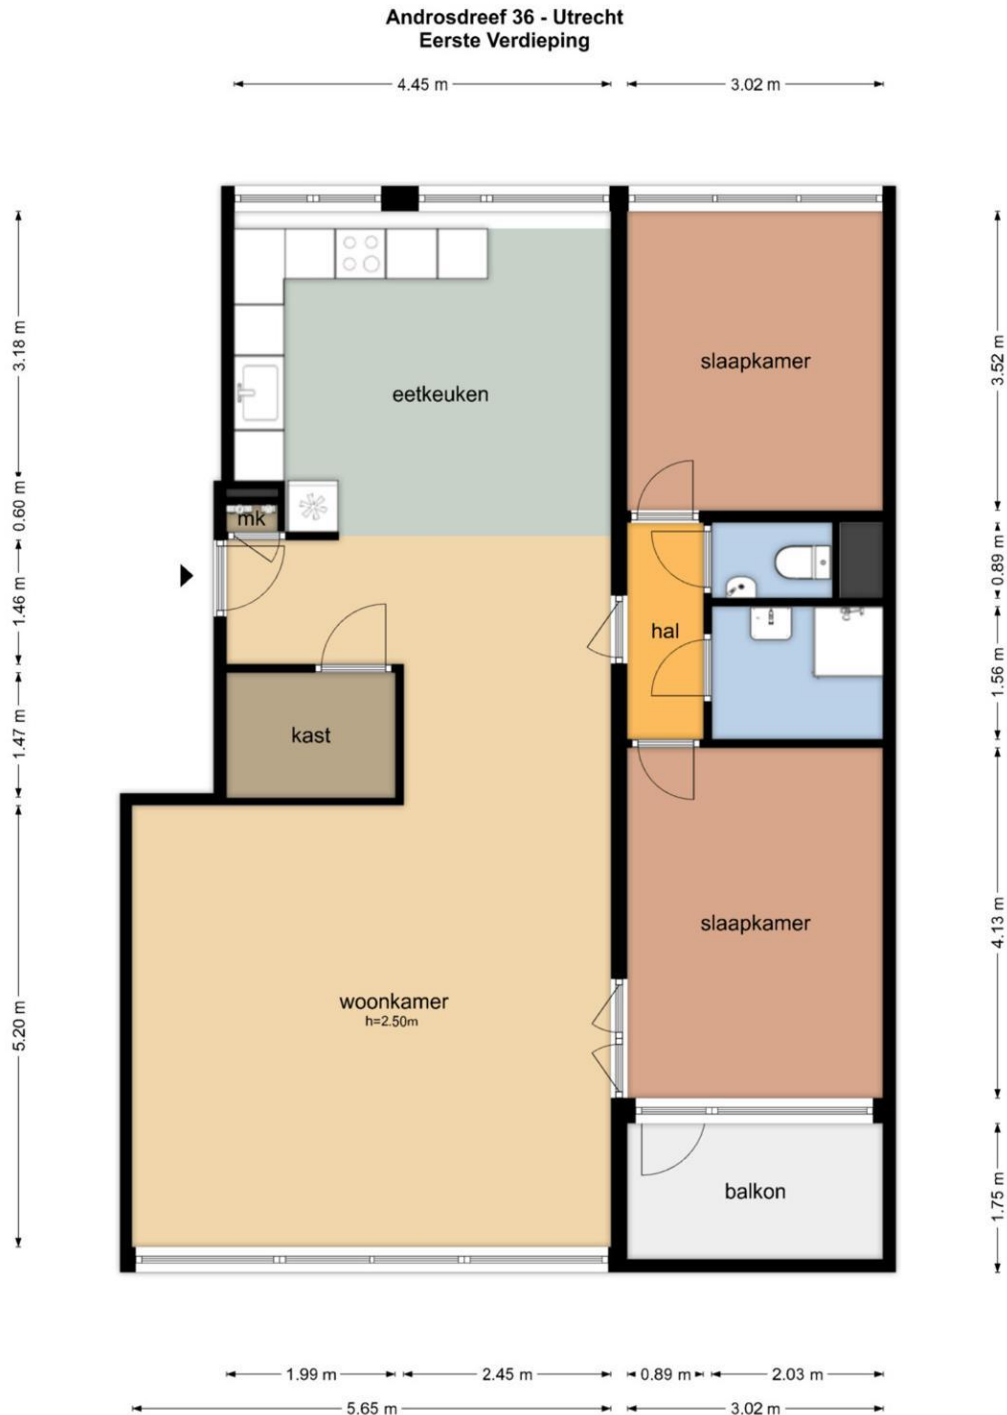 Androsdreef 36 - Utrecht
Eerste Verdieping
4.45 m
3.02 m
3.18 m
0.60 m
1.46 m
1.47 m
5.20 m
eetkeuken
slaapkamer
mk
hal
kast
slaapkamer
woonkamer
h=2.50m
balkon
3.52 m
0.89 m
1.56 m
4.13 m
1.75 m
1.99 m
2.45 m
0.89 m
2.03 m
5.65 m
3.02 m